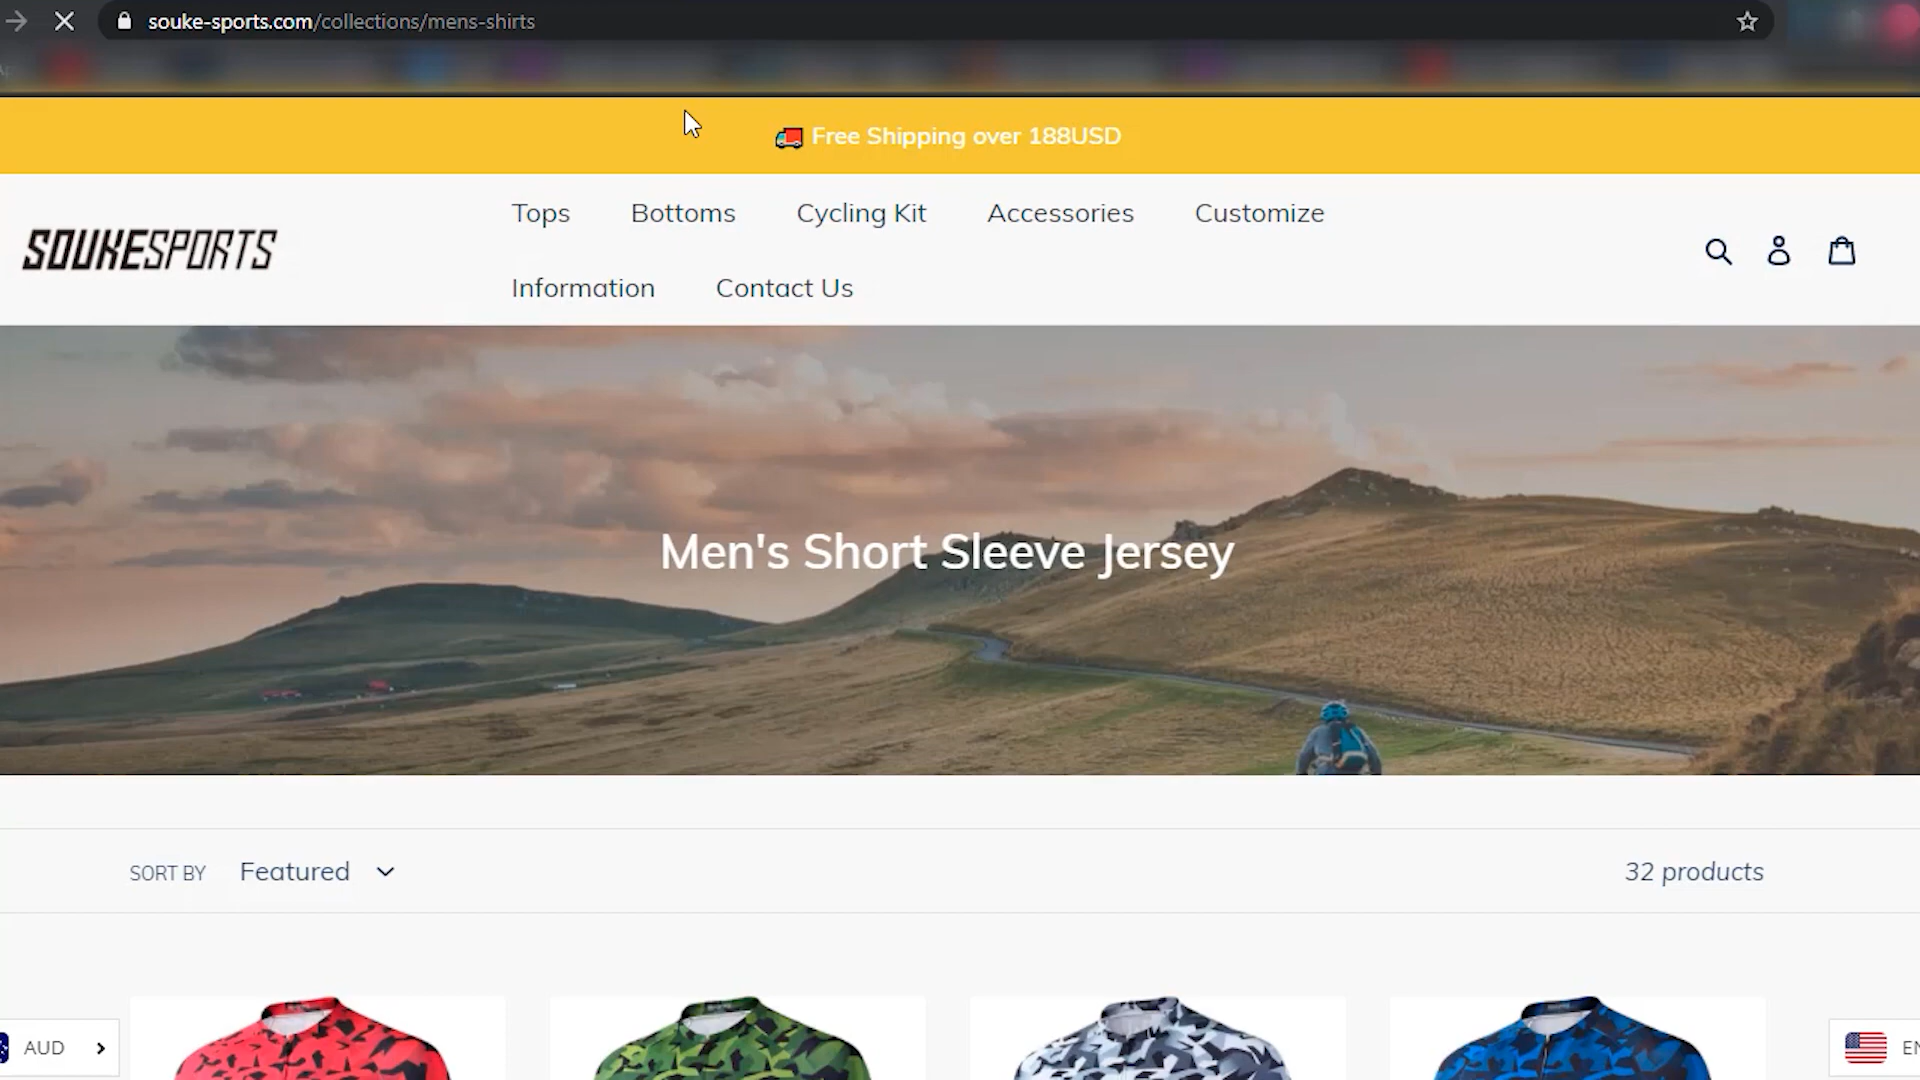 souke-sports.com/collections/mens-shirts
Free Shipping over 188USD
SOUKESPORTS
Tops Bottoms Cycling Kit Accessories Customize
Information Contact Us
Men's Short Sleeve Jersey
SORT BY Featured
32 products
AUD
EN